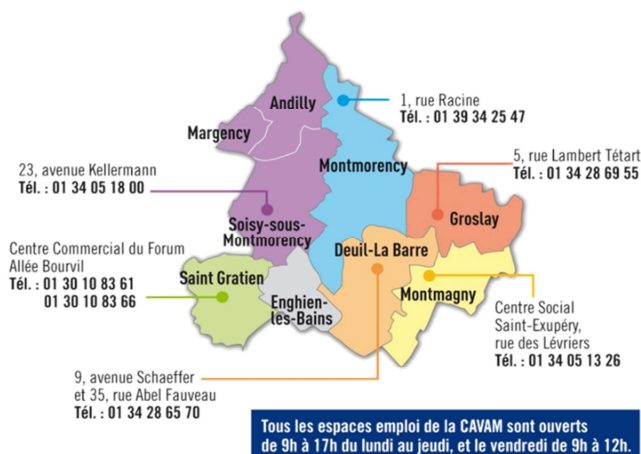 Andilly
Margency
1, rue Racine
Tél. : 01 39 34 25 47
Montmorency
5, rue Lambert Tétart
Tél. : 01 34 28 69 55
23, avenue Kellermann
Tél. : 01 34 05 18 00
Groslay
Soisy-sous-
Montmorency
Deuil-La Barre
Centre Commercial du Forum
Allée Bourvil
Tél. : 01 30 10 83 61
01 30 10 83 66
Saint Gratien
Enghien-
les-Bains
Montmagny
Centre Social
Saint-Exupéry,
rue des Lévriers
Tél. : 01 34 05 13 26
9, avenue Schaeffer
et 35, rue Abel Fauveau
Tél. : 01 34 28 65 70
Tous les espaces emploi de la CAVAM sont ouverts
de 9h à 17h du lundi au jeudi, et le vendredi de 9h à 12h.